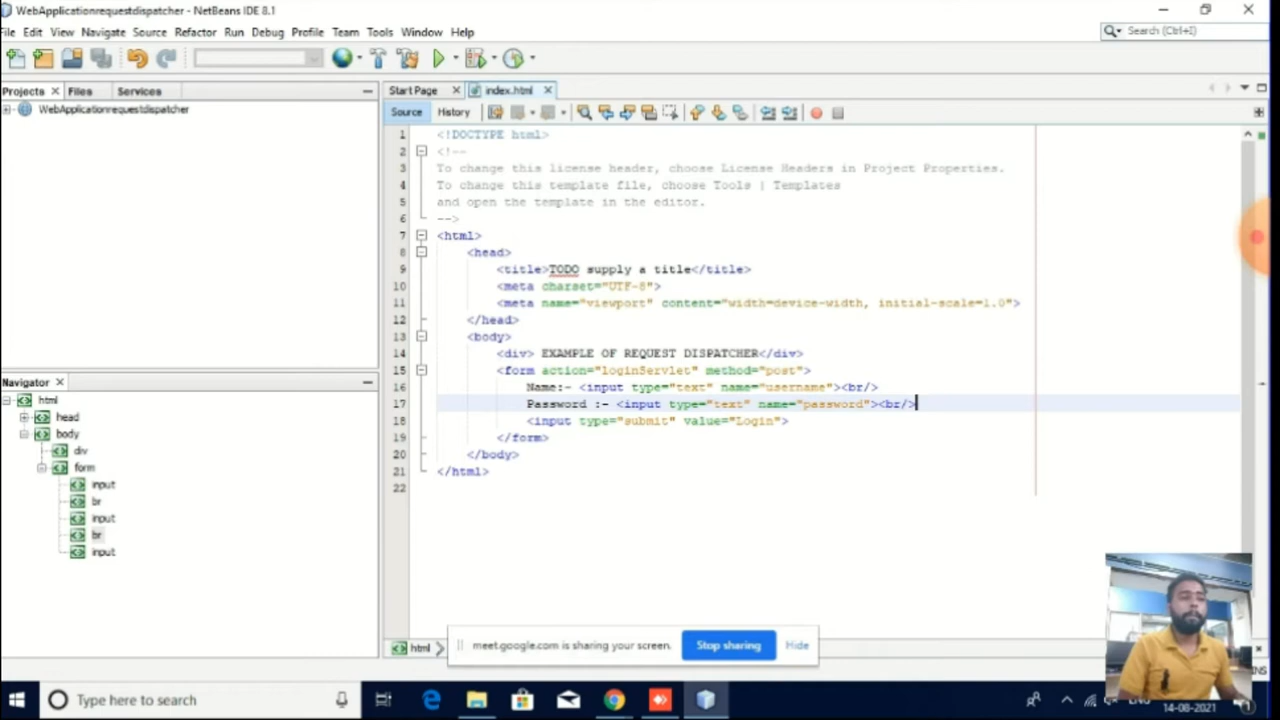 WebApplicationrequestdispatcher - NetBeans IDE 8.1
File Edit View Navigate Source Refactor Run Debug Profile Team Tools Window Help
Search (Ctrl+I)
Projects Files Services
WebApplicationrequestdispatcher
Start Page index.html
Source History
1 <!DOCTYPE html>
2 <!--
3 To change this license header, choose License Headers in Project Properties.
4 To change this template file, choose Tools | Templates
5 and open the template in the editor.
6 -->
7 <html>
8 <head>
9 <title>TODO supply a title</title>
10 <meta charset="UTF-8">
11 <meta name="viewport" content="width=device-width, initial-scale=1.0">
12 </head>
13 <body>
14 <div> EXAMPLE OF REQUEST DISPATCHER</div>
15 <form action="loginServlet" method="post">
16 Name:- <input type="text" name="username"><br/>
17 Password :- <input type="text" name="password"><br/>
18 <input type="submit" value="Login">
19 </form>
20 </body>
21 </html>
22
Navigator
html
head
body
div
form
input
br
input
br
input
html
meet.google.com is sharing your screen.
Stop sharing
Hide
Type here to search
ENG
14-08-2021